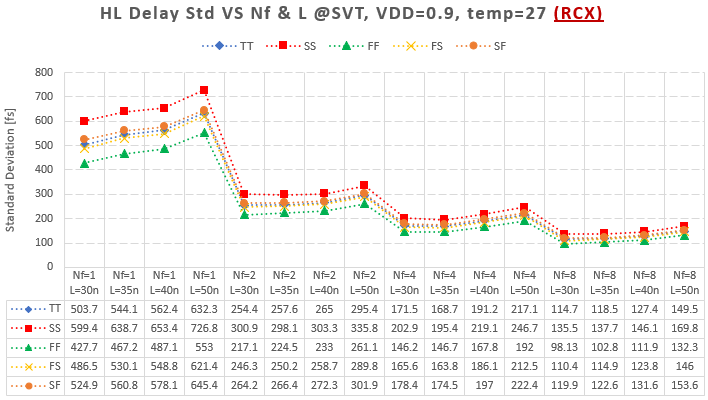 HL Delay Std VS Nf & L @SVT, VDD=0.9, temp=27 (RCX)
TT SS FF FS SF
Standard Deviation [fs]
800
700
600
500
400
300
200
100
0
Nf=1 Nf=1 Nf=1 Nf=1 Nf=2 Nf=2 Nf=2 Nf=2 Nf=4 Nf=4 Nf=4 Nf=4 Nf=8 Nf=8 Nf=8 Nf=8
L=30n L=35n L=40n L=50n L=30n L=35n L=40n L=50n L=30n L=35n =L40n L=50n L=30n L=35n L=40n L=50n
TT 503.7 544.1 562.4 632.3 254.4 257.6 265 295.4 171.5 168.7 191.2 217.1 114.7 118.5 127.4 149.5
SS 599.4 638.7 653.4 726.8 300.9 298.1 303.3 335.8 202.9 195.4 219.1 246.7 135.5 137.7 146.1 169.8
FF 427.7 467.2 487.1 553 217.1 224.5 233 261.1 146.2 146.7 167.8 192 98.13 102.8 111.9 132.3
FS 486.5 530.1 548.8 621.4 246.3 250.2 258.7 289.8 165.6 163.8 186.1 212.5 110.4 114.9 123.8 146
SF 524.9 560.8 578.1 645.4 264.2 266.4 272.3 301.9 178.4 174.5 197 222.4 119.9 122.6 131.6 153.6